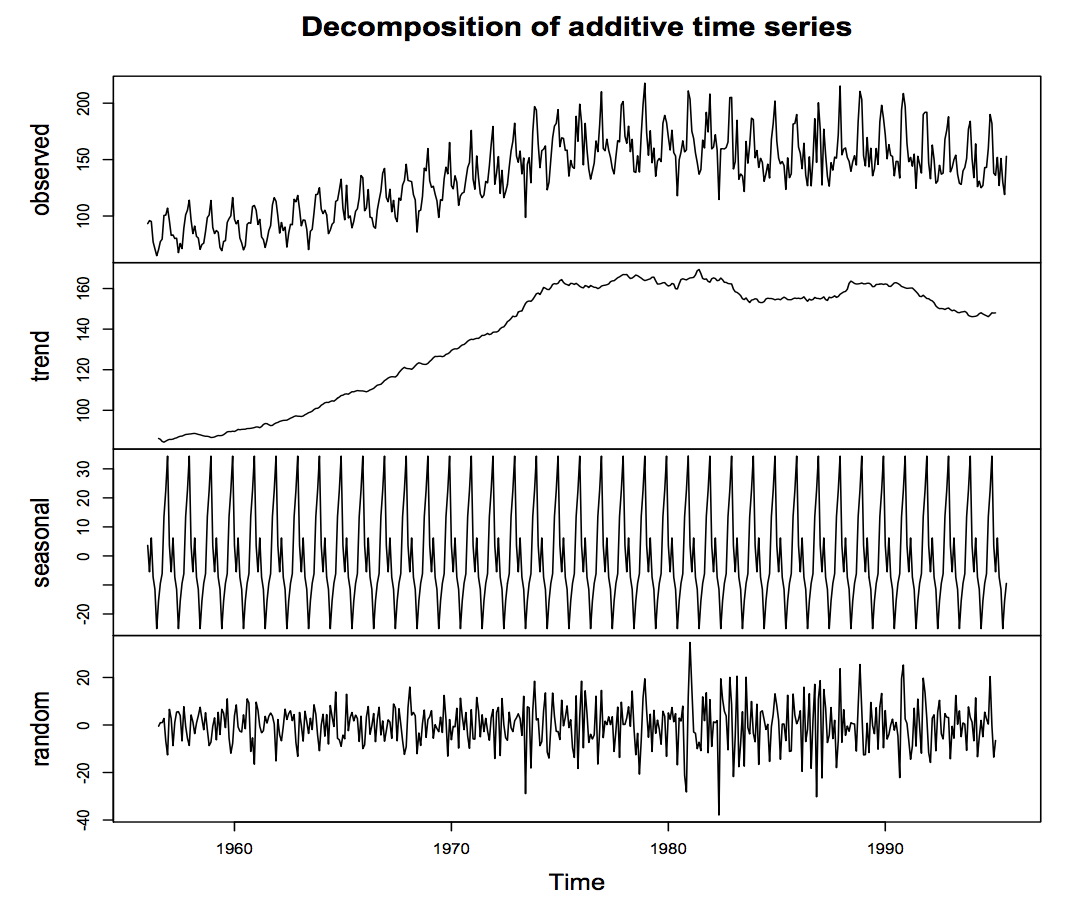 Decomposition of additive time series
observed
100 150 200
trend
100 120 140 160
seasonal
-20 0 10 20 30
random
-40 -20 0 20
1960 1970 1980 1990
Time